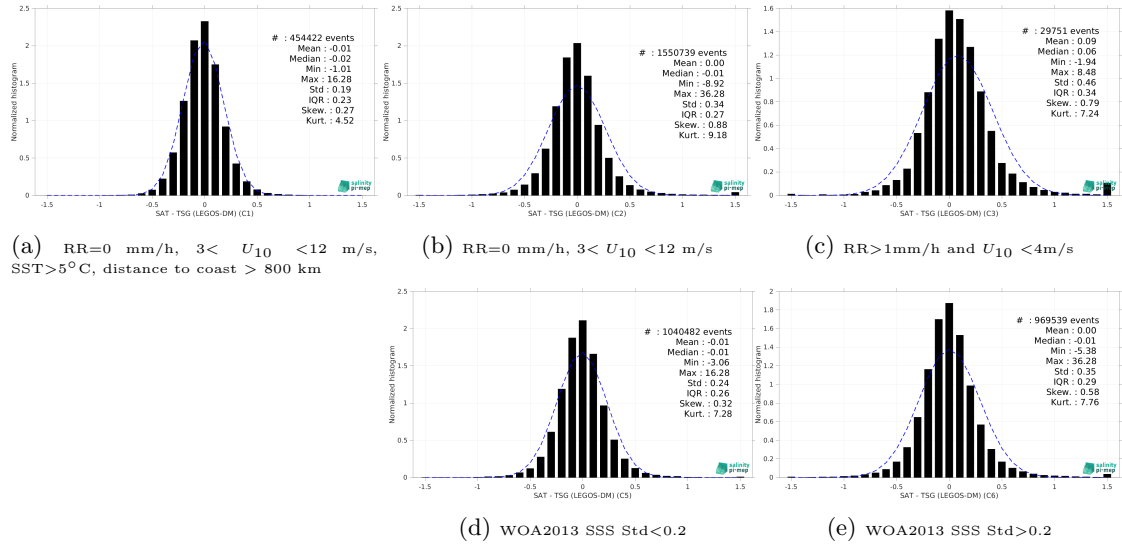 2.5
2
1.5
1
0.5
0
Normalized histogram
# : 454422 events
Mean : -0.01
Median : -0.02
Min : -1.01
Max : 16.28
Std : 0.19
IQR : 0.23
Skew. : 0.27
Kurt. : 4.52
salinity
pi-mep
-1.5 -1 -0.5 0 0.5 1 1.5
SAT - TSG (LEGOS-DM) (C1)
(a) RR=0 mm/h, 3< U10 <12 m/s,
SST>5°C, distance to coast > 800 km
2.5
2
1.5
1
0.5
0
Normalized histogram
# : 1550739 events
Mean : 0.00
Median : -0.01
Min : -8.92
Max : 36.28
Std : 0.34
IQR : 0.27
Skew. : 0.88
Kurt. : 9.18
salinity
pi-mep
-1.5 -1 -0.5 0 0.5 1 1.5
SAT - TSG (LEGOS-DM) (C2)
(b) RR=0 mm/h, 3< U10 <12 m/s
1.6
1.4
1.2
1
0.8
0.6
0.4
0.2
0
Normalized histogram
# : 29751 events
Mean : 0.09
Median : 0.06
Min : -1.94
Max : 8.48
Std : 0.46
IQR : 0.34
Skew. : 0.79
Kurt. : 7.24
salinity
pi-mep
-1.5 -1 -0.5 0 0.5 1 1.5
SAT - TSG (LEGOS-DM) (C3)
(c) RR>1mm/h and U10 <4m/s
2.5
2
1.5
1
0.5
0
Normalized histogram
# : 1040482 events
Mean : -0.01
Median : -0.01
Min : -3.06
Max : 16.28
Std : 0.24
IQR : 0.26
Skew. : 0.32
Kurt. : 7.28
salinity
pi-mep
-1.5 -1 -0.5 0 0.5 1 1.5
SAT - TSG (LEGOS-DM) (C5)
(d) WOA2013 SSS Std<0.2
2
1.8
1.6
1.4
1.2
1
0.8
0.6
0.4
0.2
0
Normalized histogram
# : 969539 events
Mean : 0.00
Median : -0.01
Min : -5.38
Max : 36.28
Std : 0.35
IQR : 0.29
Skew. : 0.58
Kurt. : 7.76
salinity
pi-mep
-1.5 -1 -0.5 0 0.5 1 1.5
SAT - TSG (LEGOS-DM) (C6)
(e) WOA2013 SSS Std>0.2